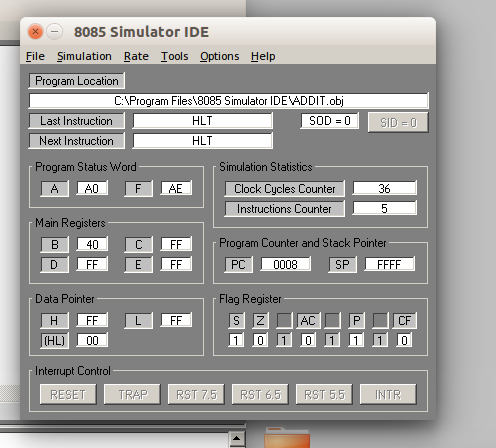 8085 Simulator IDE
File Simulation Rate Tools Options Help
Program Location
C:\Program Files\8085 Simulator IDE\ADDIT.obj
Last Instruction HLT SOD = 0 SID = 0
Next Instruction HLT
Program Status Word
A A0 F AE
Simulation Statistics
Clock Cycles Counter 36
Instructions Counter 5
Main Registers
B 40 C FF
D FF E FF
Program Counter and Stack Pointer
PC 0008 SP FFFF
Data Pointer
H FF L FF
(HL) 00
Flag Register
S Z AC P CF
1 0 1 0 1 1 1 0
Interrupt Control
RESET TRAP RST 7.5 RST 6.5 RST 5.5 INTR